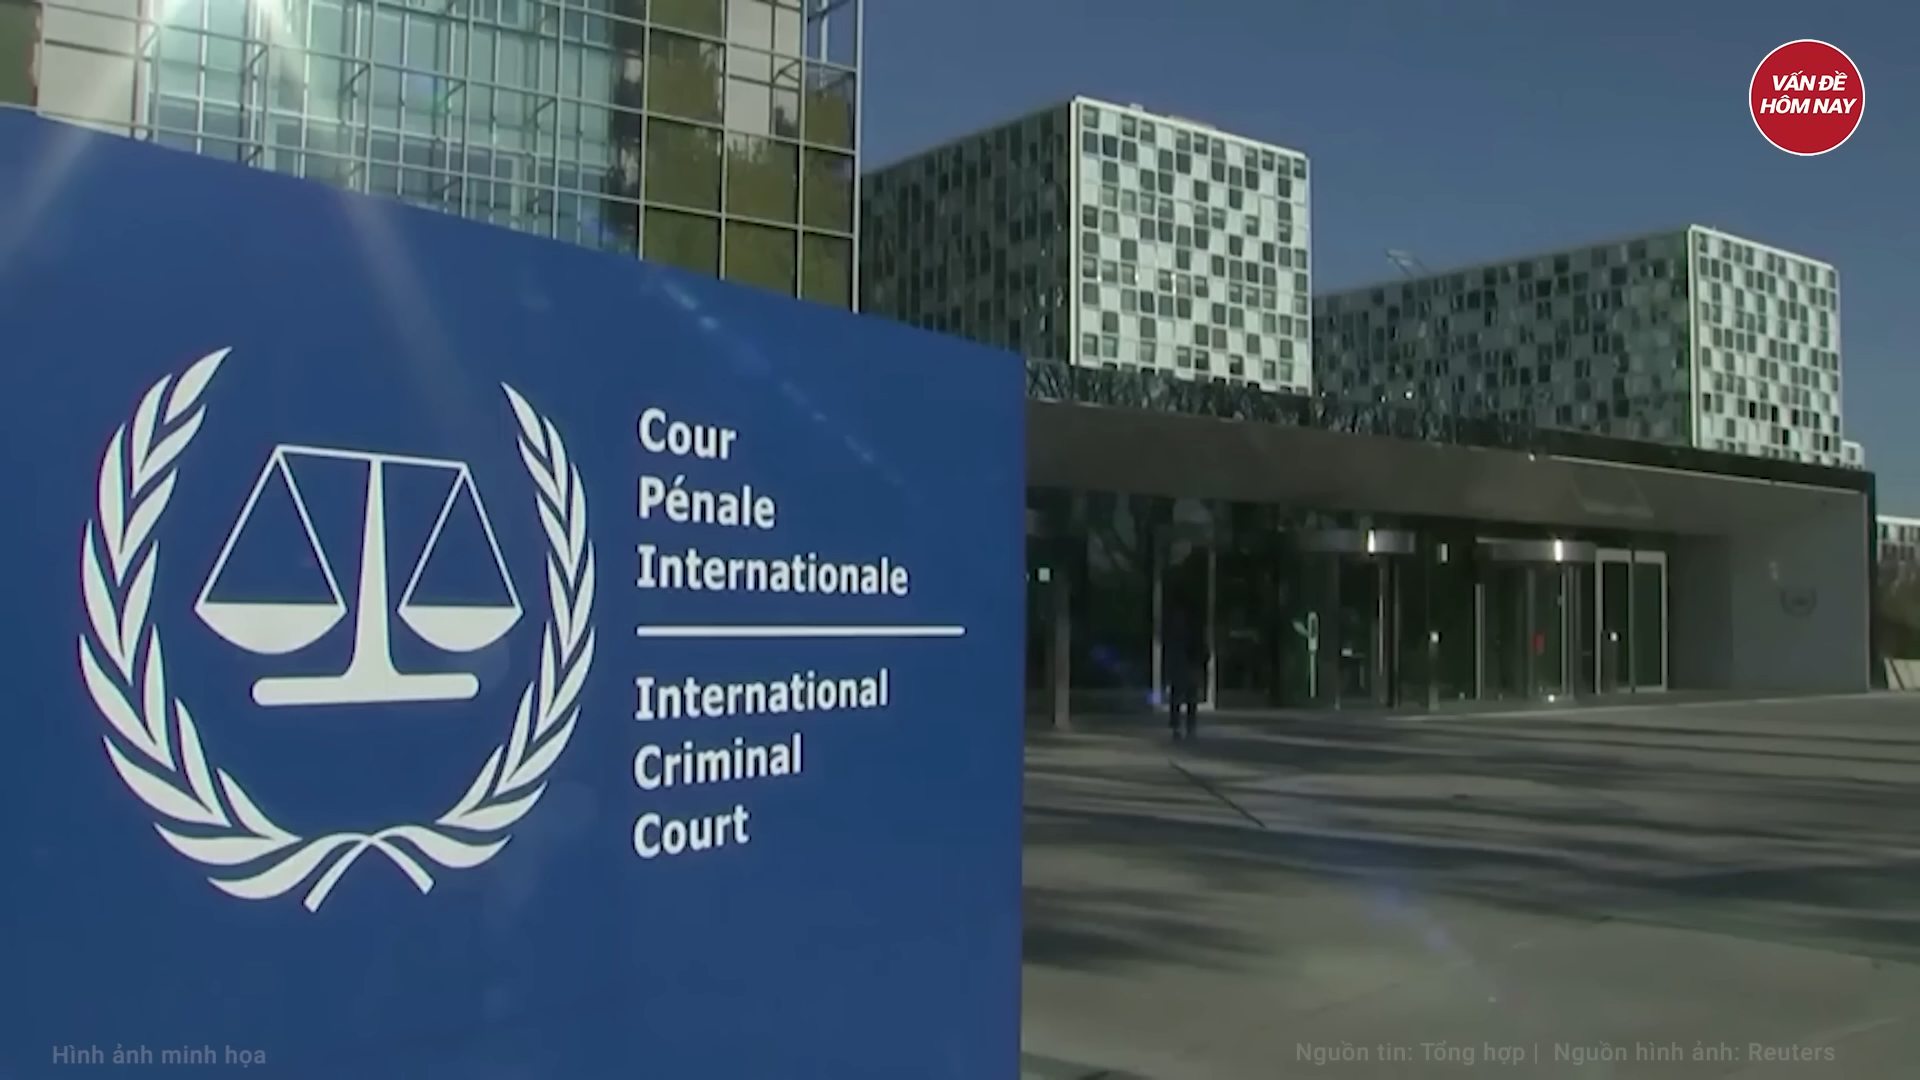 VẤN ĐỀ
HÔM NAY
Cour
Pénale
Internationale
International
Criminal
Court
Hình ảnh minh họa
Nguồn tin: Tổng hợp | Nguồn hình ảnh: Reuters